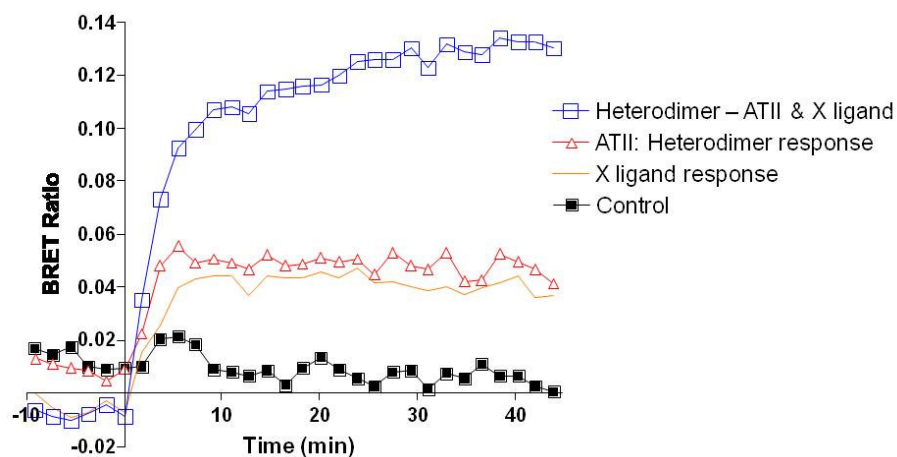 0.14
0.12
0.10
0.08
0.06
0.04
0.02
-0.02
BRET Ratio
-10
10
20
30
40
Time (min)
Heterodimer – ATII & X ligand
ATII: Heterodimer response
X ligand response
Control